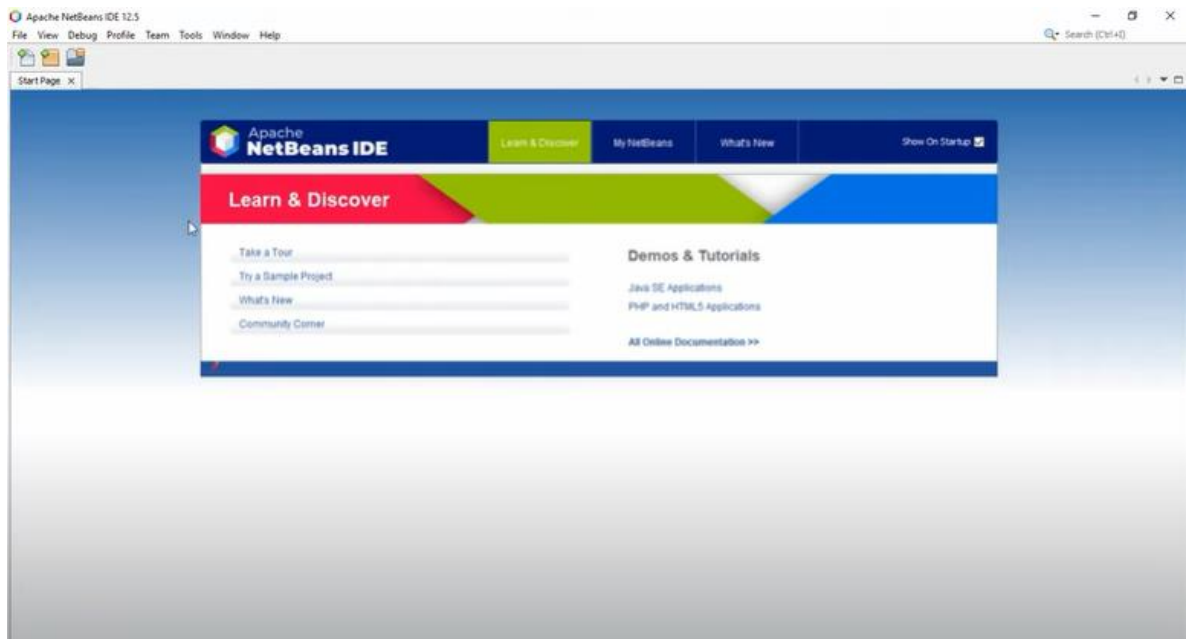 Apache NetBeans IDE 12.5
File View Debug Profile Team Tools Window Help
Search (Ctrl+I)
Start Page
Apache
NetBeans IDE
Learn & Discover
My NetBeans
What's New
Show On Startup
Learn & Discover
Take a Tour
Try a Sample Project
What's New
Community Corner
Demos & Tutorials
Java SE Applications
PHP and HTML5 Applications
All Online Documentation >>